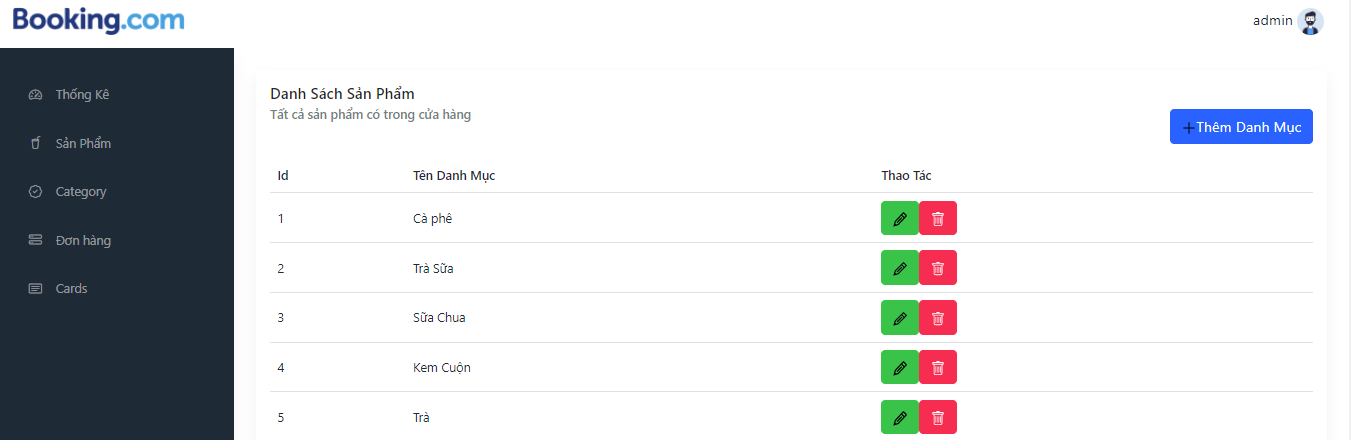 Booking.com
admin
Thống Kê
Sản Phẩm
Category
Đơn hàng
Cards
Danh Sách Sản Phẩm
Tất cả sản phẩm có trong cửa hàng
+Thêm Danh Mục
Id Tên Danh Mục Thao Tác
1 Cà phê
2 Trà Sữa
3 Sữa Chua
4 Kem Cuộn
5 Trà